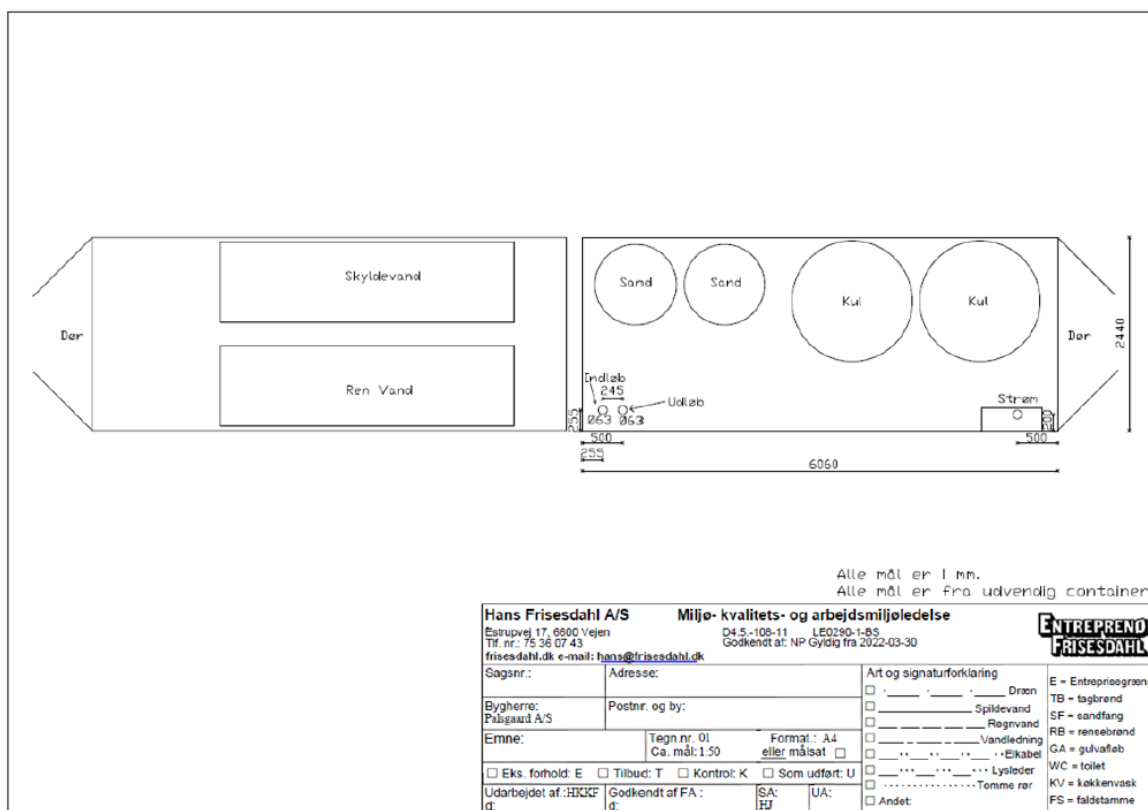 Skyldevand
Ren Vand
Dør
Sand
Sand
Kul
Kul
Dør
2440
Indløb
245
Udløb
Ø63
Ø63
255
500
255
Strøm
200
500
6060
Alle mål er i mm.
Alle mål er fra udvendig container
Hans Frisesdahl A/S
Estrupvej 17, 6600 Vejen
Tlf. nr.: 75 36 07 43
frisesdahl.dk e-mail: hans@frisesdahl.dk
Miljø- kvalitets- og arbejdsmiljøledelse
D4.5.-108-11 LE0290-1-BS
Godkendt af: NP Gyldig fra 2022-03-30
ENTREPRENØ
FRISESDAHL
Sagsnr.:
Adresse:
Bygherre:
Palsgaard A/S
Postnr. og by:
Emne:
Tegn.nr. 01
Ca. mål: 1:50
Format.: A4
eller målsat
Eks. forhold: E
Tilbud: T
Kontrol: K
Som udført: U
Udarbejdet af.:HKKF
d:
Godkendt af FA :
d:
SA:
HJ
UA:
Art og signaturforklaring
Dræn
Spildevand
Regnvand
Vandledning
Elkabel
Lysleder
Tomme rør
Andet:
E = Entreprisegræn
TB = tagbrønd
SF = sandfang
RB = rensebrønd
GA = gulvafløb
WC = toilet
KV = køkkenvask
FS = faldstamme